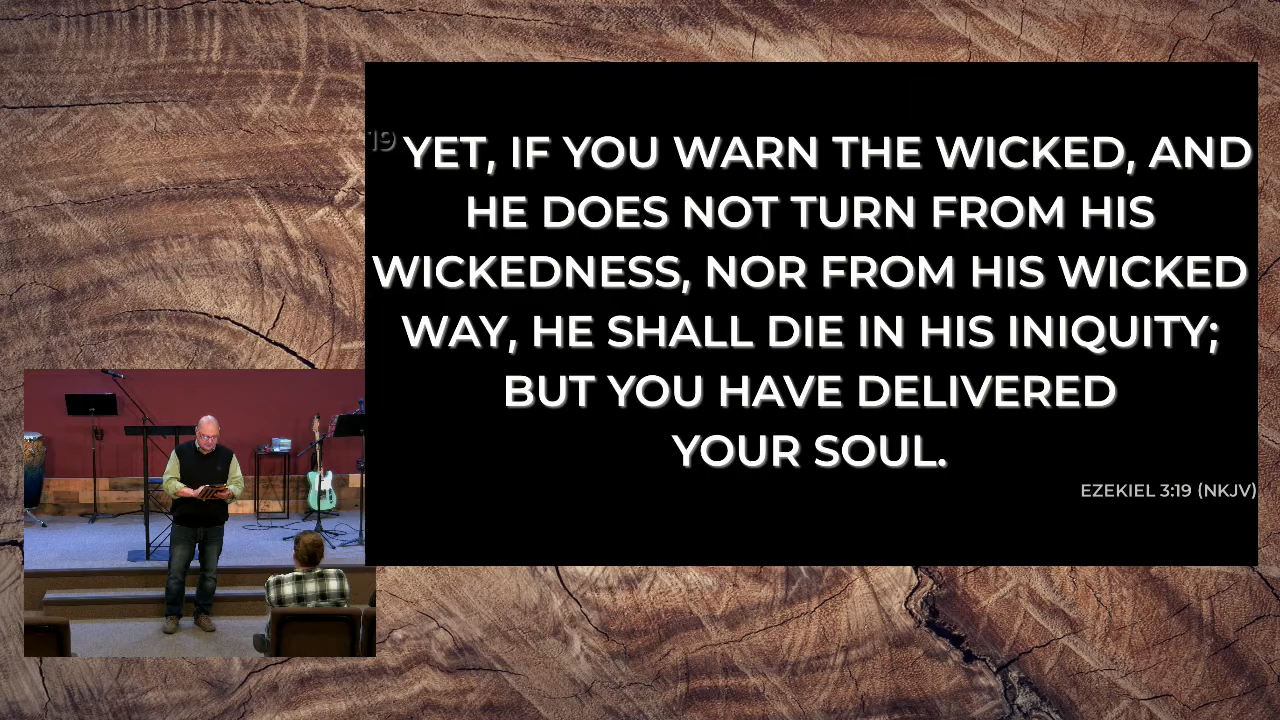 19 YET, IF YOU WARN THE WICKED, AND
HE DOES NOT TURN FROM HIS
WICKEDNESS, NOR FROM HIS WICKED
WAY, HE SHALL DIE IN HIS INIQUITY;
BUT YOU HAVE DELIVERED
YOUR SOUL.
EZEKIEL 3:19 (NKJV)